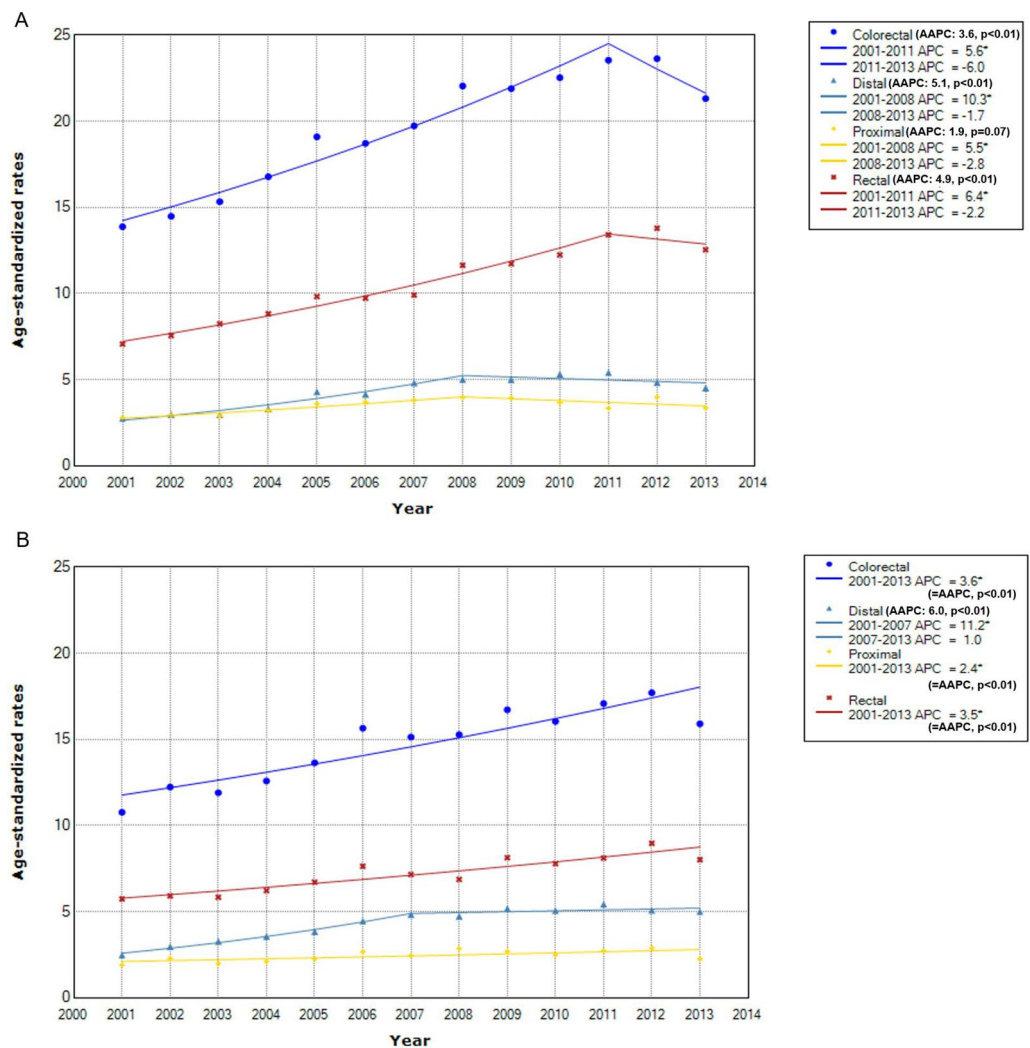 A
25
20
15
10
5
0
Age-standardized rates
2000 2001 2002 2003 2004 2005 2006 2007 2008 2009 2010 2011 2012 2013 2014
Year
Colorectal (AAPC: 3.6, p<0.01)
2001-2011 APC = 5.6*
2011-2013 APC = -6.0
Distal (AAPC: 5.1, p<0.01)
2001-2008 APC = 10.3*
2008-2013 APC = -1.7
Proximal (AAPC: 1.9, p=0.07)
2001-2008 APC = 5.5*
2008-2013 APC = -2.8
Rectal (AAPC: 4.9, p<0.01)
2001-2011 APC = 6.4*
2011-2013 APC = -2.2
B
25
20
15
10
5
0
Age-standardized rates
2000 2001 2002 2003 2004 2005 2006 2007 2008 2009 2010 2011 2012 2013 2014
Year
Colorectal
2001-2013 APC = 3.6*
(=AAPC, p<0.01)
Distal (AAPC: 6.0, p<0.01)
2001-2007 APC = 11.2*
2007-2013 APC = 1.0
Proximal
2001-2013 APC = 2.4*
(=AAPC, p<0.01)
Rectal
2001-2013 APC = 3.5*
(=AAPC, p<0.01)